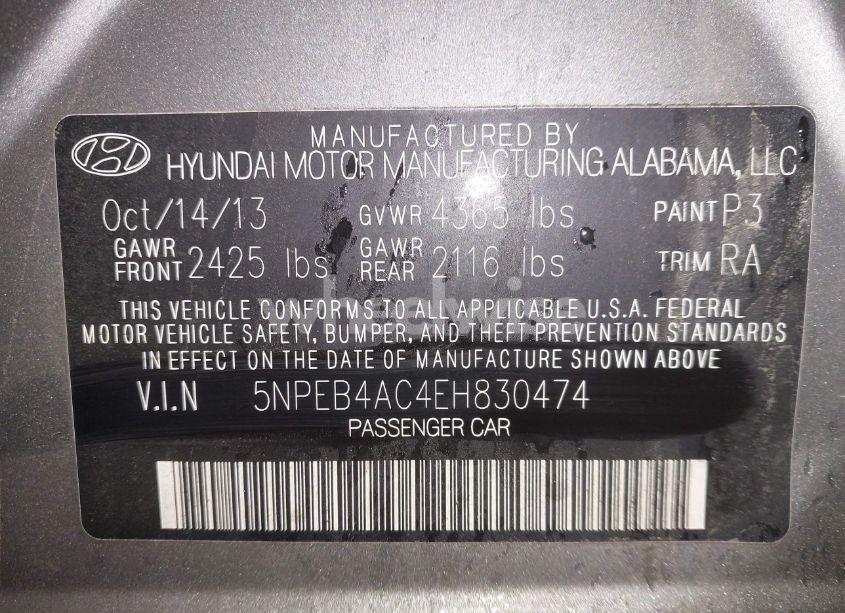 MANUFACTURED BY
HYUNDAI MOTOR MANUFACTURING ALABAMA, LLC
Oct/14/13 GVWR 4365 lbs PAINT P3
GAWR FRONT 2425 lbs GAWR REAR 2116 lbs TRIM RA
THIS VEHICLE CONFORMS TO ALL APPLICABLE U.S.A. FEDERAL
MOTOR VEHICLE SAFETY, BUMPER, AND THEFT PREVENTION STANDARDS
IN EFFECT ON THE DATE OF MANUFACTURE SHOWN ABOVE
V.I.N 5NPEB4AC4EH830474
PASSENGER CAR